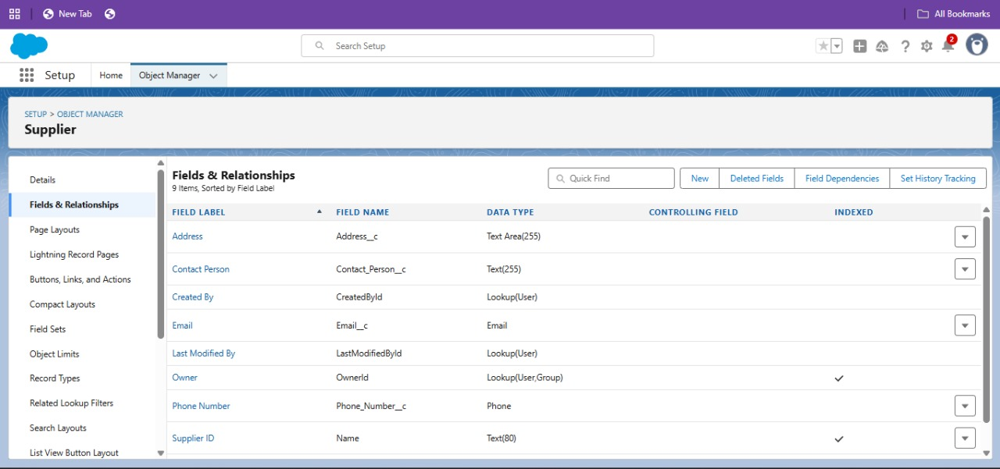 New Tab
All Bookmarks
Search Setup
2
Setup
Home
Object Manager
SETUP > OBJECT MANAGER
Supplier
Details
Fields & Relationships
Page Layouts
Lightning Record Pages
Buttons, Links, and Actions
Compact Layouts
Field Sets
Object Limits
Record Types
Related Lookup Filters
Search Layouts
List View Button Layout
Fields & Relationships
9 Items, Sorted by Field Label
Quick Find
New
Deleted Fields
Field Dependencies
Set History Tracking
FIELD LABEL FIELD NAME DATA TYPE CONTROLLING FIELD INDEXED
Address Address__c Text Area(255)
Contact Person Contact_Person__c Text(255)
Created By CreatedById Lookup(User)
Email Email__c Email
Last Modified By LastModifiedById Lookup(User)
Owner OwnerId Lookup(User,Group)
Phone Number Phone_Number__c Phone
Supplier ID Name Text(80)